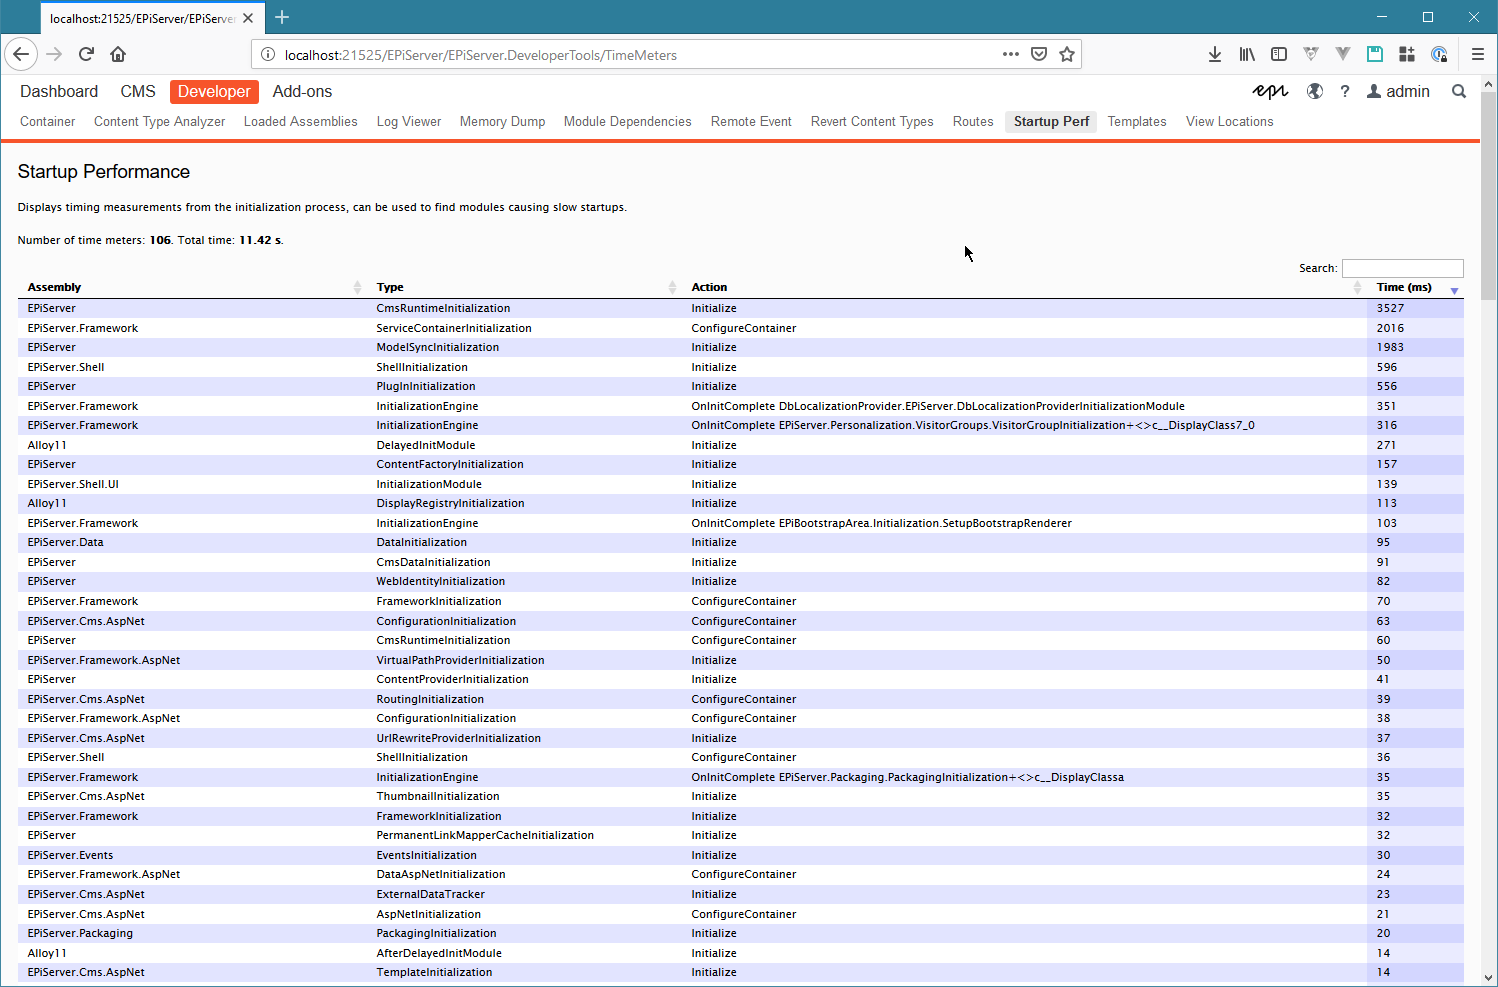 localhost:21525/EPiServer/EPiServer
localhost:21525/EPiServer/EPiServer.DeveloperTools/TimeMeters
Dashboard CMS Developer Add-ons epi ? admin
Container Content Type Analyzer Loaded Assemblies Log Viewer Memory Dump Module Dependencies Remote Event Revert Content Types Routes Startup Perf Templates View Locations
Startup Performance
Displays timing measurements from the initialization process, can be used to find modules causing slow startups.
Number of time meters: 106. Total time: 11.42 s.
Search:
Assembly Type Action Time (ms)
EPiServer CmsRuntimeInitialization Initialize 3527
EPiServer.Framework ServiceContainerInitialization ConfigureContainer 2016
EPiServer ModelSyncInitialization Initialize 1983
EPiServer.Shell ShellInitialization Initialize 596
EPiServer PlugInInitialization Initialize 556
EPiServer.Framework InitializationEngine OnInitComplete DbLocalizationProvider.EPiServer.DbLocalizationProviderInitializationModule 351
EPiServer.Framework InitializationEngine OnInitComplete EPiServer.Personalization.VisitorGroups.VisitorGroupInitialization+<>c__DisplayClass7_0 316
Alloy11 DelayedInitModule Initialize 271
EPiServer ContentFactoryInitialization Initialize 157
EPiServer.Shell.UI InitializationModule Initialize 139
Alloy11 DisplayRegistryInitialization Initialize 113
EPiServer.Framework InitializationEngine OnInitComplete EPiBootstrapArea.Initialization.SetupBootstrapRenderer 103
EPiServer.Data DataInitialization Initialize 95
EPiServer CmsDataInitialization Initialize 91
EPiServer WebIdentityInitialization Initialize 82
EPiServer.Framework FrameworkInitialization ConfigureContainer 70
EPiServer.Cms.AspNet ConfigurationInitialization ConfigureContainer 63
EPiServer CmsRuntimeInitialization ConfigureContainer 60
EPiServer.Framework.AspNet VirtualPathProviderInitialization Initialize 50
EPiServer ContentProviderInitialization Initialize 41
EPiServer.Cms.AspNet RoutingInitialization ConfigureContainer 39
EPiServer.Framework.AspNet ConfigurationInitialization ConfigureContainer 38
EPiServer.Cms.AspNet UrlRewriteProviderInitialization Initialize 37
EPiServer.Shell ShellInitialization ConfigureContainer 36
EPiServer.Framework InitializationEngine OnInitComplete EPiServer.Packaging.PackagingInitialization+<>c__DisplayClassa 35
EPiServer.Cms.AspNet ThumbnailInitialization Initialize 35
EPiServer.Framework FrameworkInitialization Initialize 32
EPiServer PermanentLinkMapperCacheInitialization Initialize 32
EPiServer.Events EventsInitialization Initialize 30
EPiServer.Framework.AspNet DataAspNetInitialization ConfigureContainer 24
EPiServer.Cms.AspNet ExternalDataTracker Initialize 23
EPiServer.Cms.AspNet AspNetInitialization ConfigureContainer 21
EPiServer.Packaging PackagingInitialization Initialize 20
Alloy11 AfterDelayedInitModule Initialize 14
EPiServer.Cms.AspNet TemplateInitialization Initialize 14